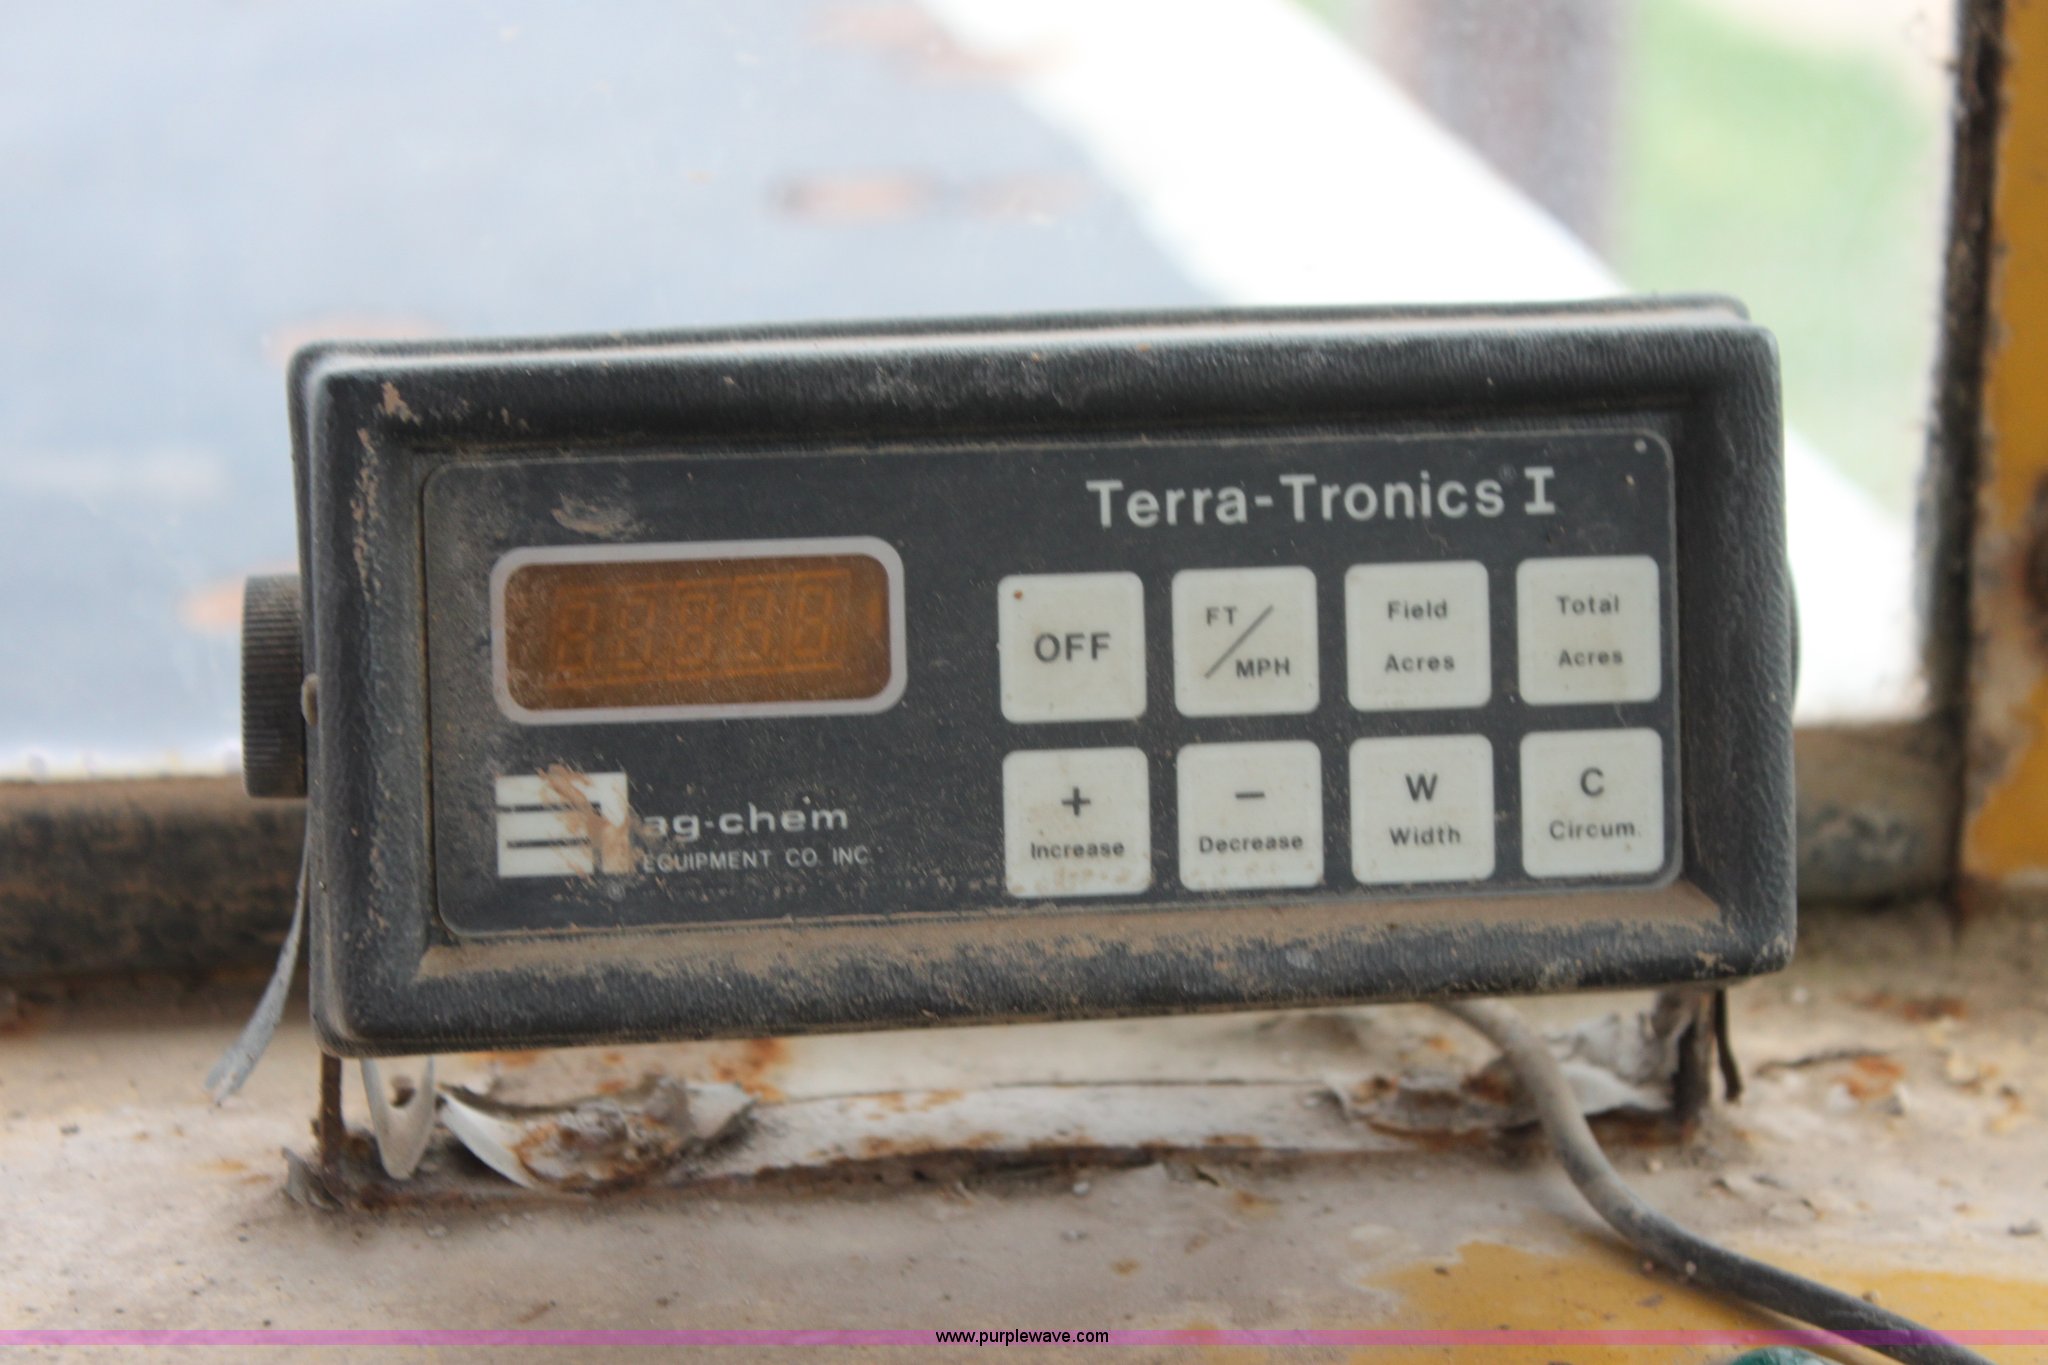 Terra-Tronics® I
OFF
FT/MPH
Field
Acres
Total
Acres
+
Increase
-
Decrease
W
Width
C
Circum.
ag-chem
EQUIPMENT CO. INC.
www.purplewave.com